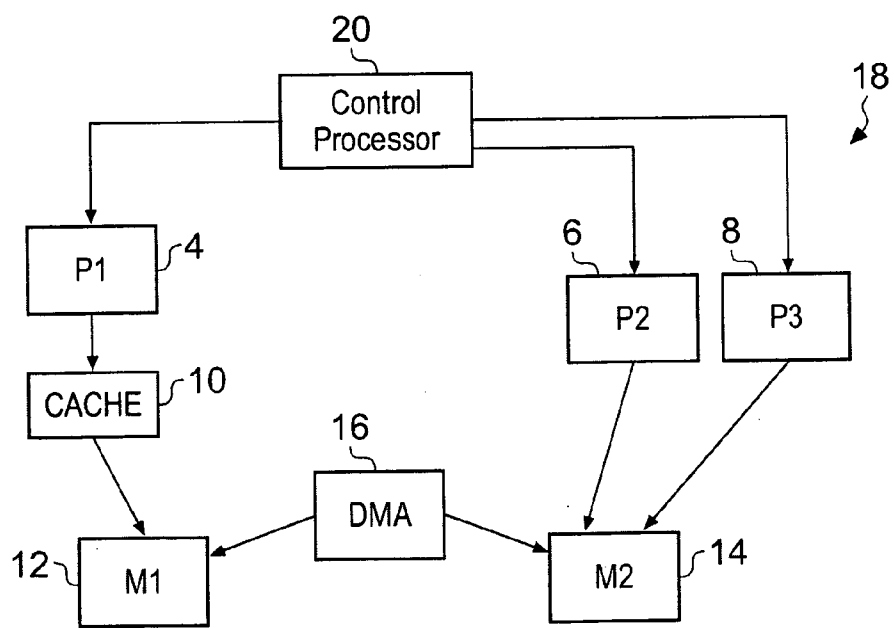 20
Control
Processor
18
4
P1
6
8
P2
P3
10
CACHE
16
DMA
12
M1
M2
14